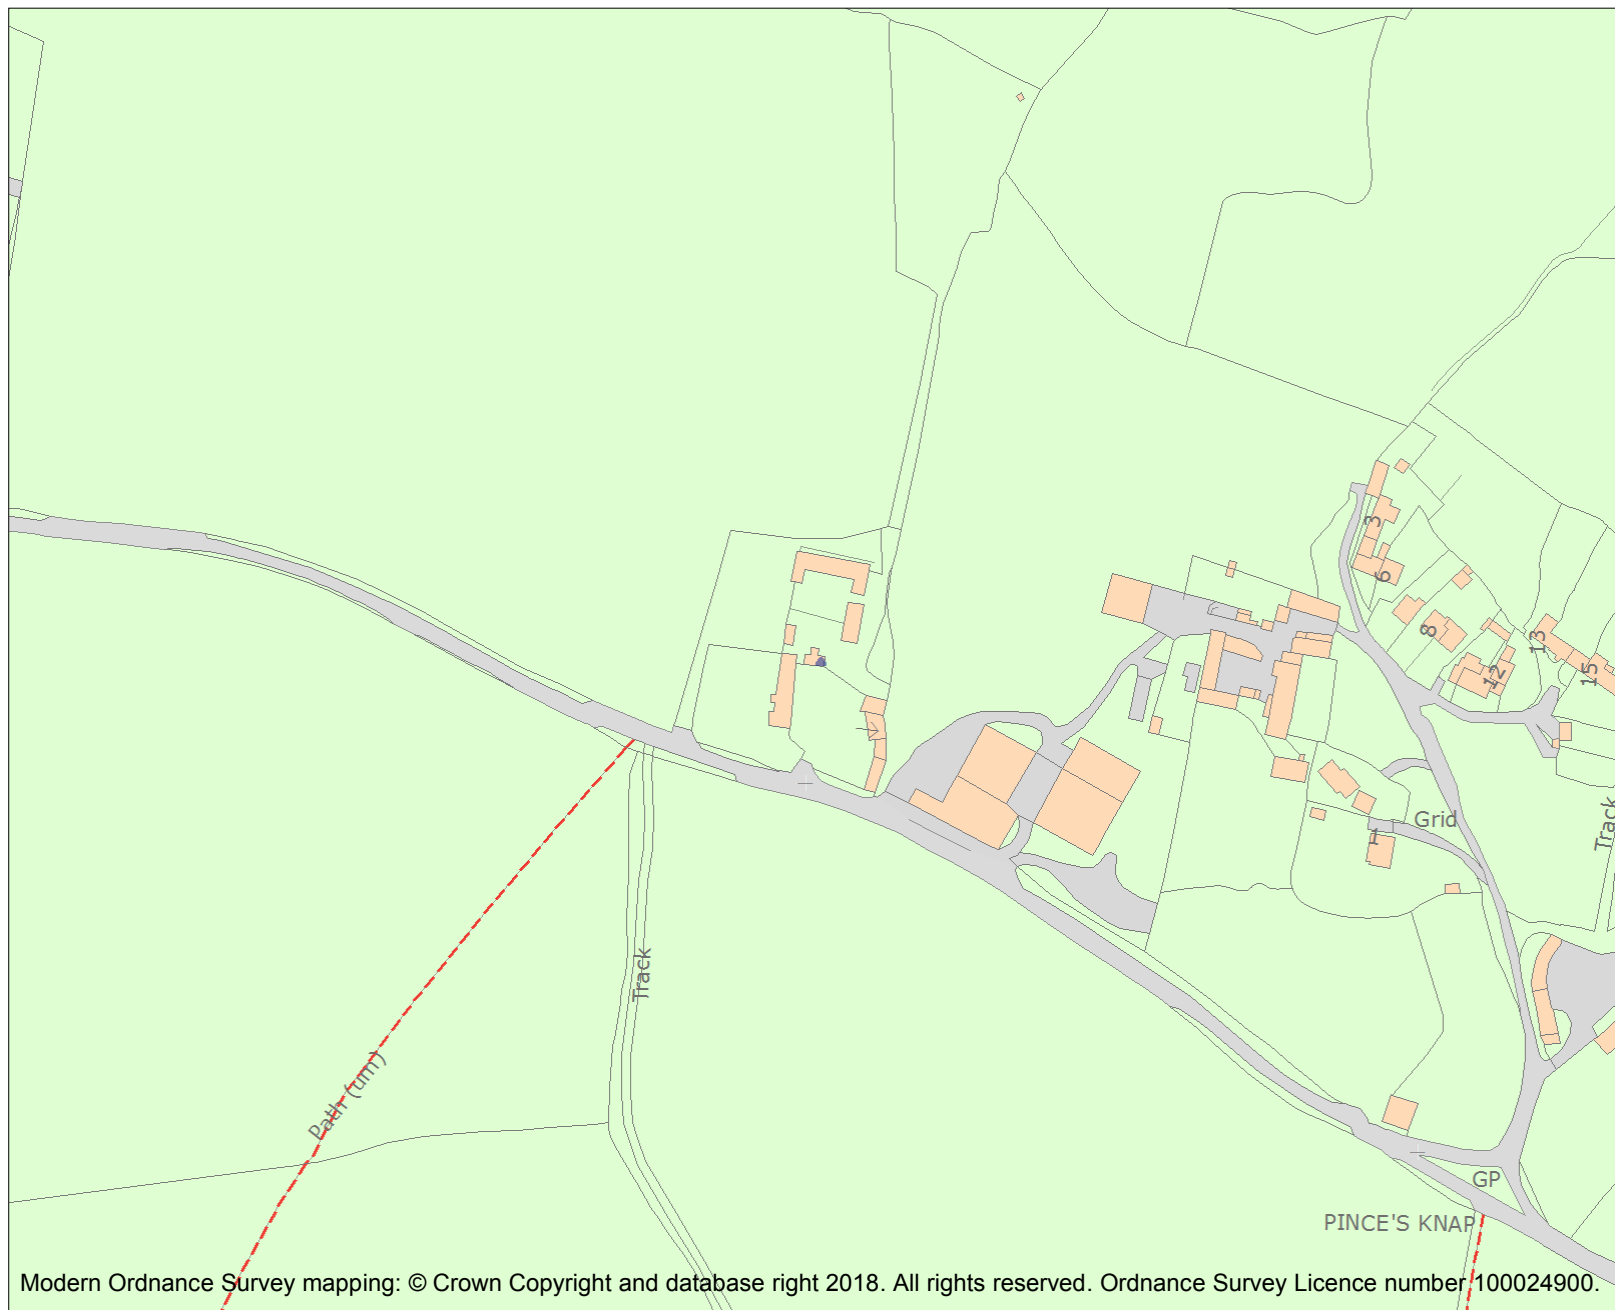 3
6
8
13
12
15
Grid
1
Track
Track
Path (um)
GP
PINCE'S KNAP
Modern Ordnance Survey mapping: © Crown Copyright and database right 2018. All rights reserved. Ordnance Survey Licence number 100024900.